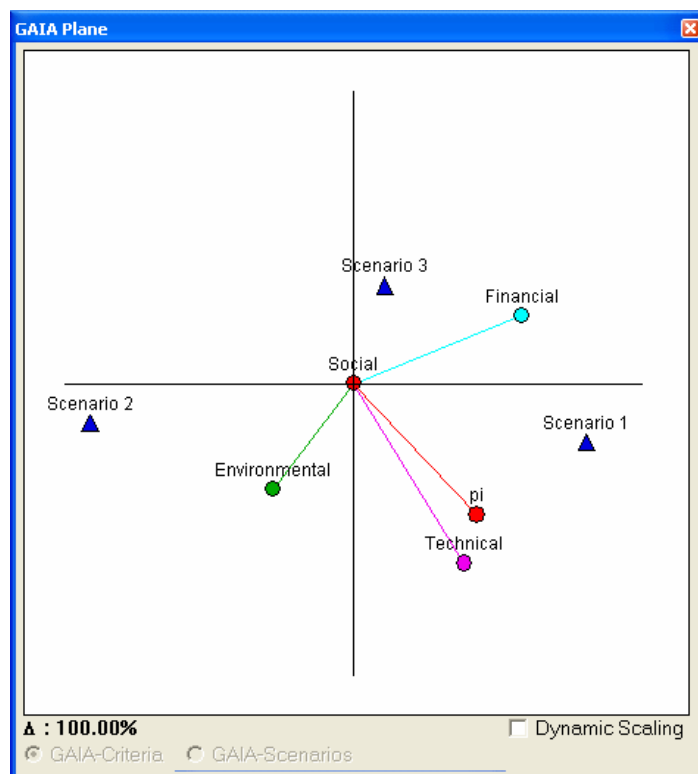 GAIA Plane
Scenario 3
Financial
Social
Scenario 2
Scenario 1
Environmental
pi
Technical
Δ : 100.00%
Dynamic Scaling
GAIA-Criteria GAIA-Scenarios